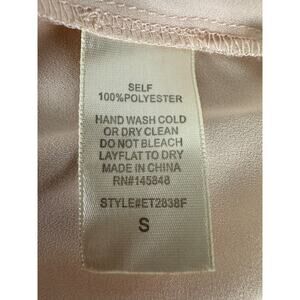 SELF
100%POLYESTER
HAND WASH COLD
OR DRY CLEAN
DO NOT BLEACH
LAYFLAT TO DRY
MADE IN CHINA
RN#145848
STYLE#ET2838F
S